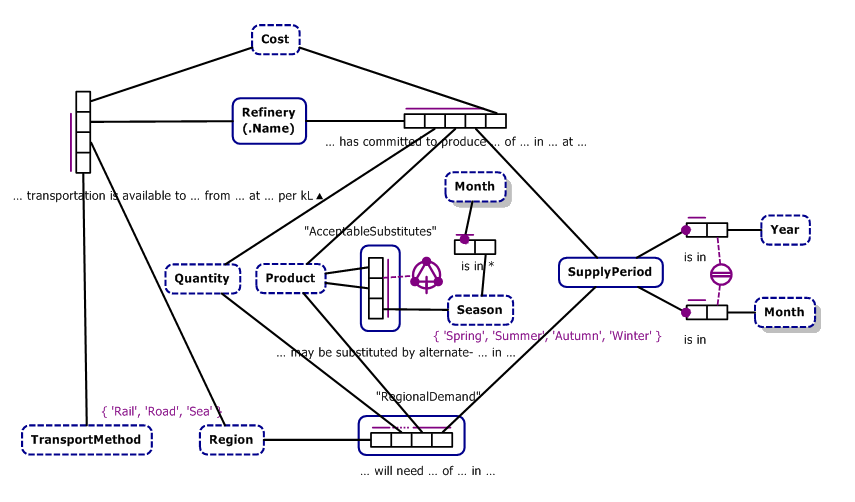 Cost
Refinery
(.Name)
... has committed to produce ... of ... in ... at ...
Month
... transportation is available to ... from ... at ... per kL ▲
"AcceptableSubstitutes"
Year
is in
is in *
Quantity
Product
SupplyPeriod
Season
Month
{ 'Spring', 'Summer', 'Autumn', 'Winter' }
is in
... may be substituted by alternate- ... in ...
"RegionalDemand"
{ 'Rail', 'Road', 'Sea' }
TransportMethod
Region
... will need ... of ... in ...